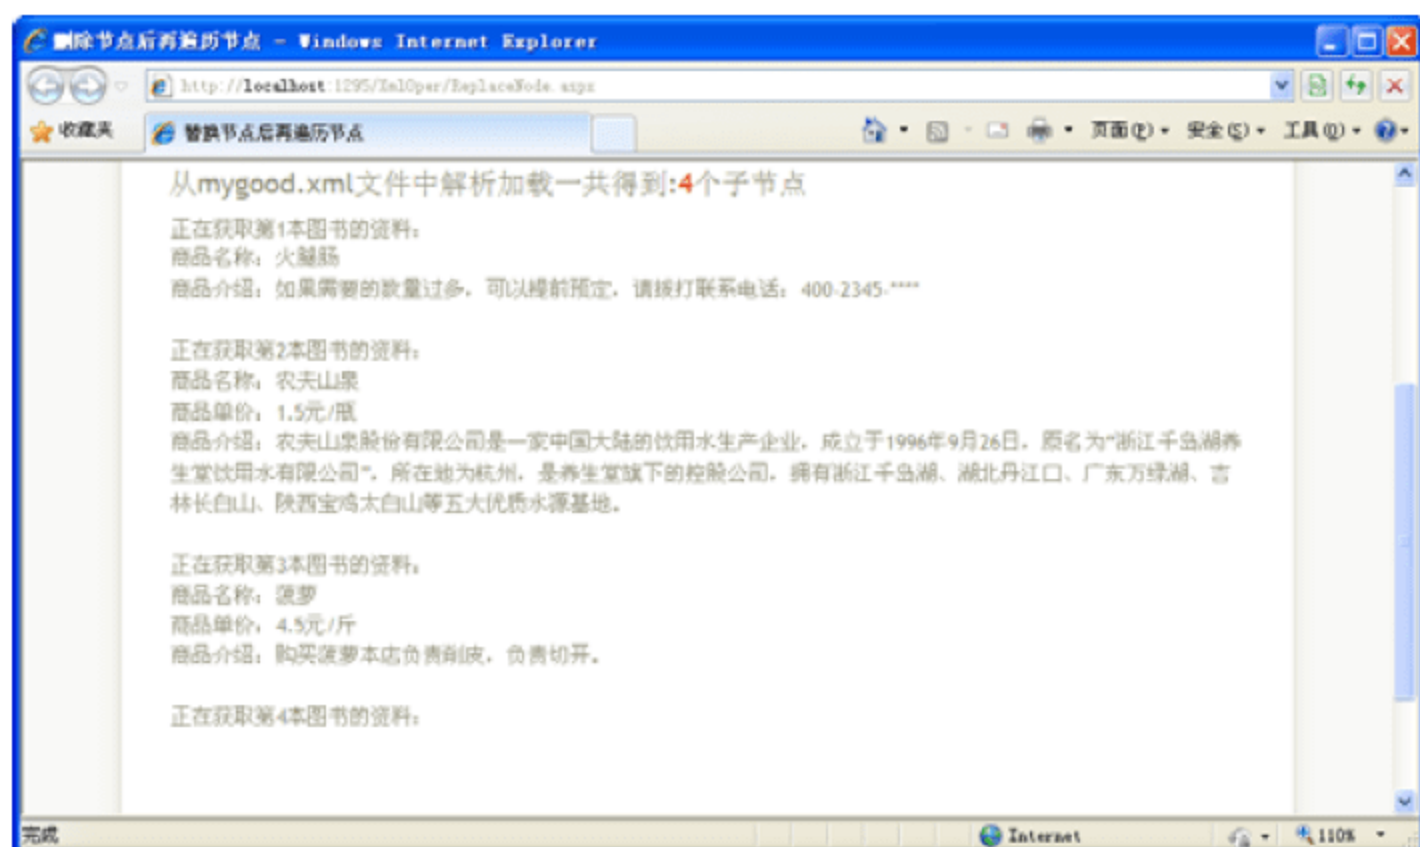 删除节点后再遍历节点 - Windows Internet Explorer
http://localhost:1295/XmlOper/ReplaceNode.aspx
收藏夹
替换节点后再遍历节点
页面(P)
安全(S)
工具(O)
从mygood.xml文件中解析加载一共得到:4个子节点
正在获取第1本图书的资料:
商品名称: 火腿肠
商品介绍: 如果需要的数量过多, 可以提前预定, 请拨打联系电话: 400-2345-****
正在获取第2本图书的资料:
商品名称: 农夫山泉
商品单价: 1.5元/瓶
商品介绍: 农夫山泉股份有限公司是一家中国大陆的饮用水生产企业, 成立于1996年9月26日, 原名为"浙江千岛湖养
生堂饮用水有限公司", 所在地为杭州, 是养生堂旗下的控股公司, 拥有浙江千岛湖、湖北丹江口、广东万绿湖、吉
林长白山、陕西宝鸡太白山等五大优质水源基地。
正在获取第3本图书的资料:
商品名称: 菠萝
商品单价: 4.5元/斤
商品介绍: 购买菠萝本店负责削皮, 负责切开。
正在获取第4本图书的资料:
完成
Internet
110%